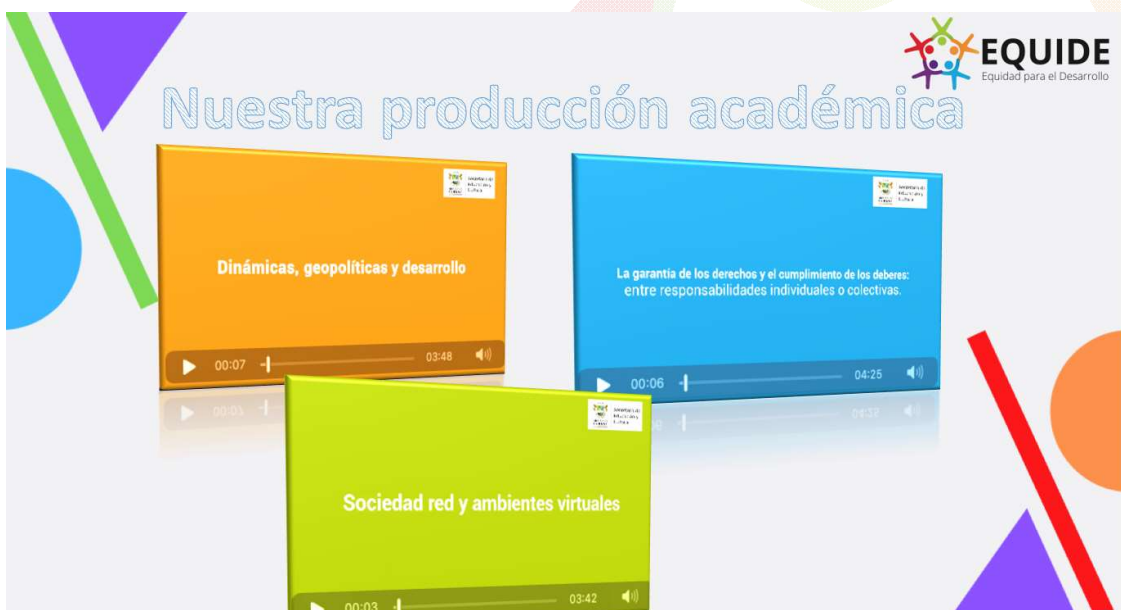 EQUIDE
Equidad para el Desarrollo
Nuestra producción académica
Dinámicas, geopolíticas y desarrollo
00:07
03:48
La garantía de los derechos y el cumplimiento de los deberes:
entre responsabilidades individuales o colectivas.
00:06
04:25
Sociedad red y ambientes virtuales
00:03
03:42